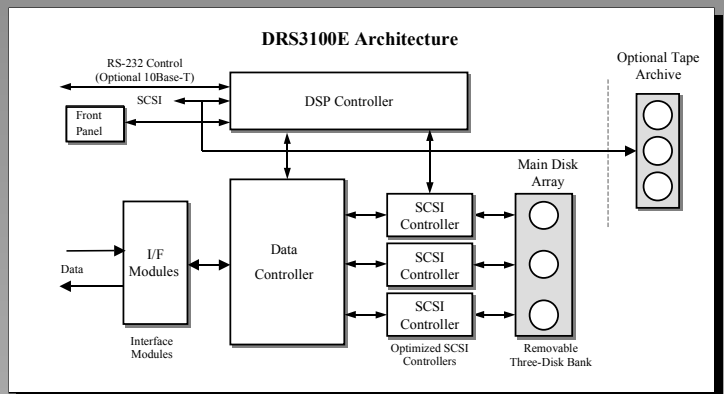 DRS3100E Architecture
RS-232 Control
(Optional 10Base-T)
SCSI
Front
Panel
DSP Controller
Optional Tape
Archive
Main Disk
Array
SCSI
Controller
SCSI
Controller
SCSI
Controller
Data
Controller
I/F
Modules
Data
Interface
Modules
Optimized SCSI
Controllers
Removable
Three-Disk Bank